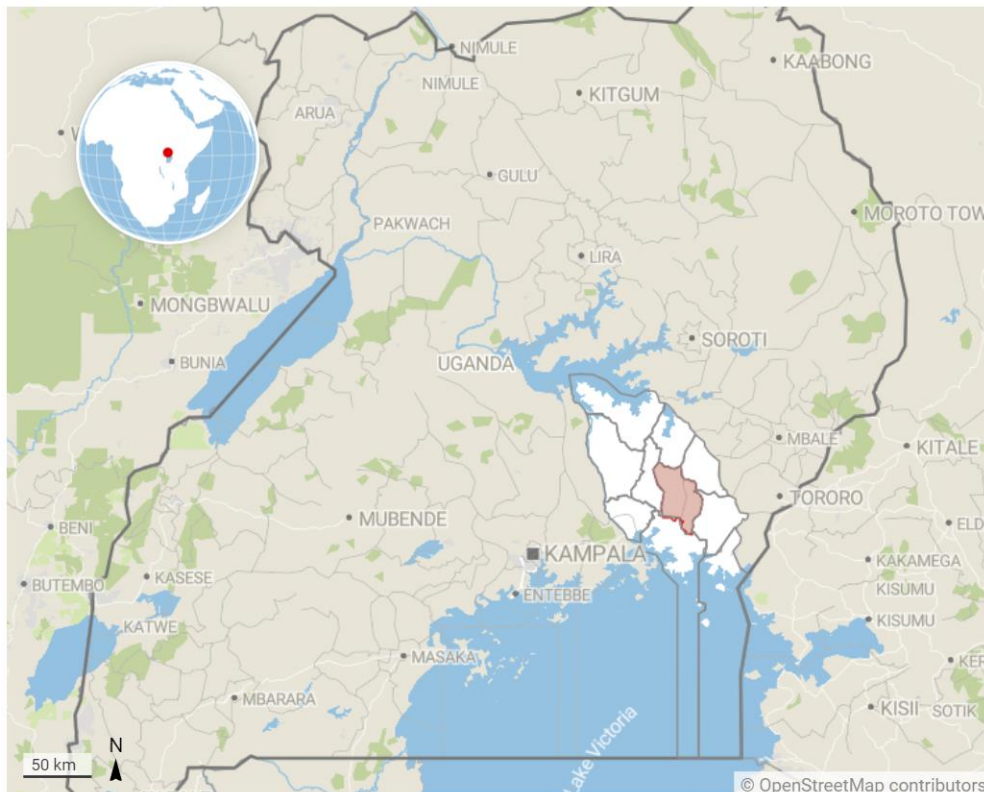 NIMULE
KAABONG
NIMULE
KITGUM
ARUA
GULU
MOROTO TOW
PAKWACH
LIRA
MONGBWALU
SOROTI
BUNIA
UGANDA
MBALE
KITALE
TORORO
MUBENDE
BENI
ELD
KAMPALA
KAKAMEGA
KASESE
BUTEMBO
ENTEBBE
KISUMU
KATWE
KISUMU
MASAKA
KER
MBARARA
KISII
SOTIK
Lake Victoria
N
50 km
© OpenStreetMap contributors